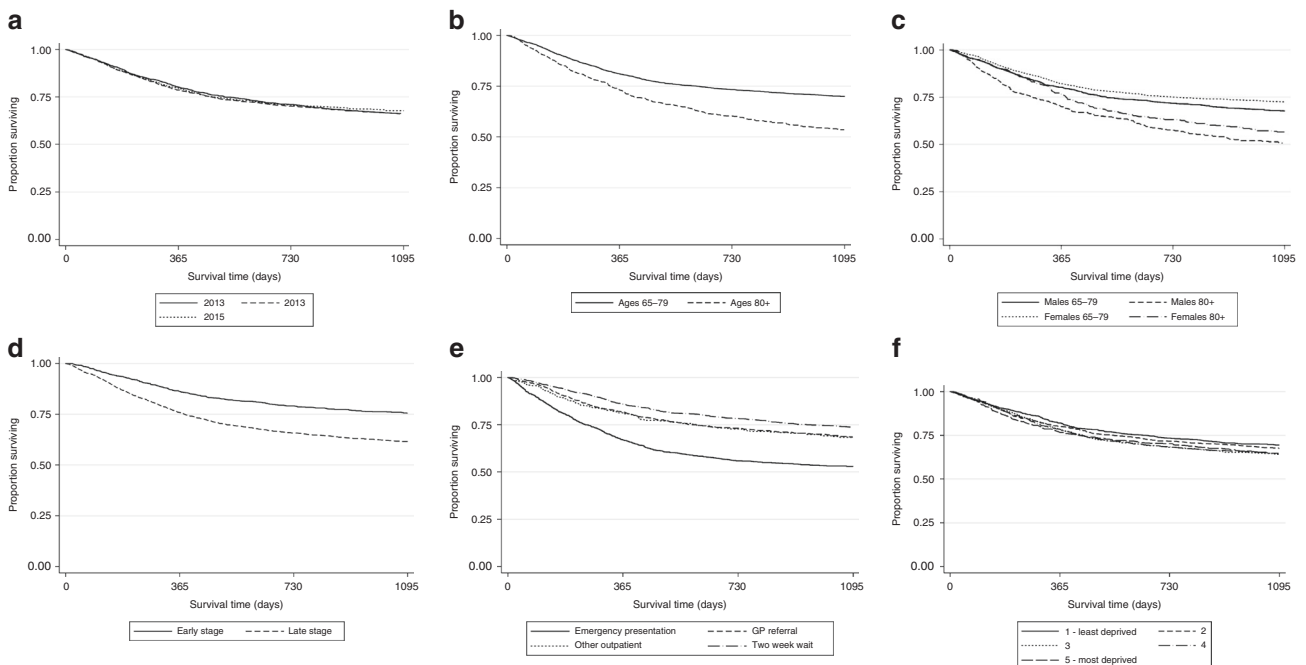 a
1.00
0.75
0.50
0.25
0.00
Proportion surviving
0 365 730 1095
Survival time (days)
2013 2013
2015
b
1.00
0.75
0.50
0.25
0.00
Proportion surviving
0 365 730 1095
Survival time (days)
Ages 65–79 Ages 80+
c
1.00
0.75
0.50
0.25
0.00
Proportion surviving
0 365 730 1095
Survival time (days)
Males 65–79 Males 80+
Females 65–79 Females 80+
d
1.00
0.75
0.50
0.25
0.00
Proportion surviving
0 365 730 1095
Survival time (days)
Early stage Late stage
e
1.00
0.75
0.50
0.25
0.00
Proportion surviving
0 365 730 1095
Survival time (days)
Emergency presentation GP referral
Other outpatient Two week wait
f
1.00
0.75
0.50
0.25
0.00
Proportion surviving
0 365 730 1095
Survival time (days)
1 - least deprived 2
3 4
5 - most deprived